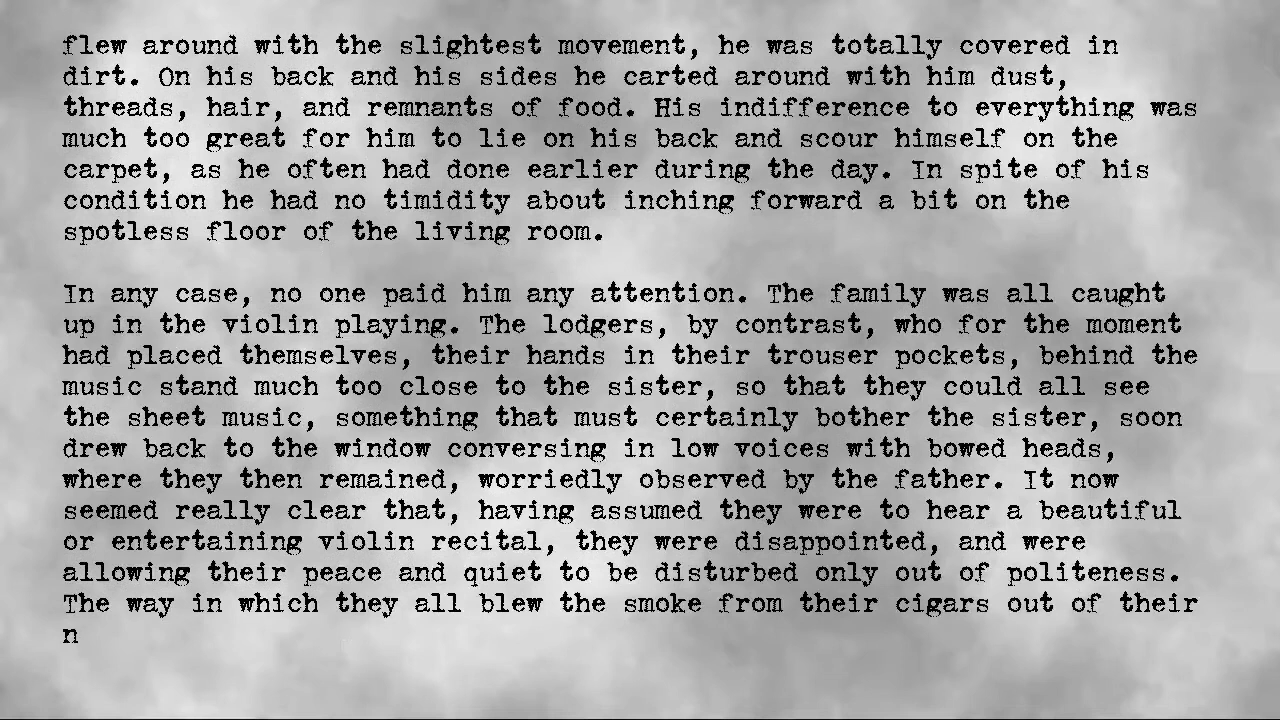 flew around with the slightest movement, he was totally covered in
dirt. On his back and his sides he carted around with him dust,
threads, hair, and remnants of food. His indifference to everything was
much too great for him to lie on his back and scour himself on the
carpet, as he often had done earlier during the day. In spite of his
condition he had no timidity about inching forward a bit on the
spotless floor of the living room.

In any case, no one paid him any attention. The family was all caught
up in the violin playing. The lodgers, by contrast, who for the moment
had placed themselves, their hands in their trouser pockets, behind the
music stand much too close to the sister, so that they could all see
the sheet music, something that must certainly bother the sister, soon
drew back to the window conversing in low voices with bowed heads,
where they then remained, worriedly observed by the father. It now
seemed really clear that, having assumed they were to hear a beautiful
or entertaining violin recital, they were disappointed, and were
allowing their peace and quiet to be disturbed only out of politeness.
The way in which they all blew the smoke from their cigars out of their
n